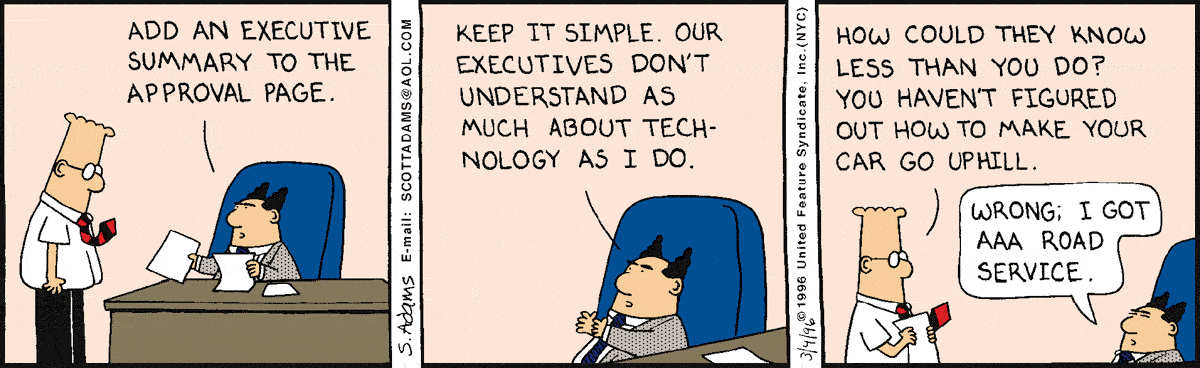 ADD AN EXECUTIVE
SUMMARY TO THE
APPROVAL PAGE.
S. Adams E-mail: SCOTTADAMS@AOL.COM
KEEP IT SIMPLE. OUR
EXECUTIVES DON'T
UNDERSTAND AS
MUCH ABOUT TECH-
NOLOGY AS I DO.
3/4/96 © 1996 United Feature Syndicate, Inc.(NYC)
HOW COULD THEY KNOW
LESS THAN YOU DO?
YOU HAVEN'T FIGURED
OUT HOW TO MAKE YOUR
CAR GO UPHILL.
WRONG; I GOT
AAA ROAD
SERVICE.